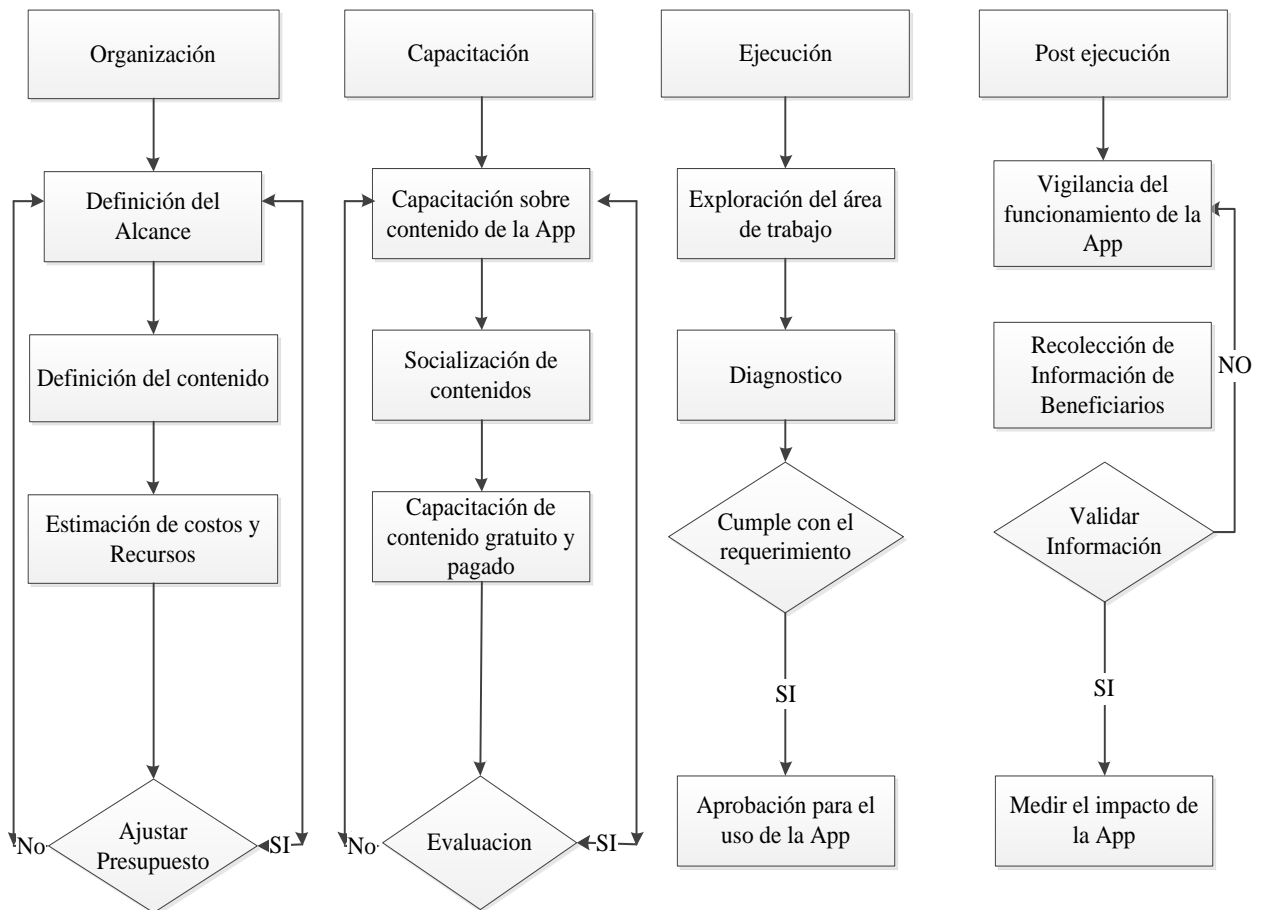 Organización
Definición del
Alcance
Definición del contenido
Estimación de costos y
Recursos
Ajustar
Presupuesto
No
SI
Capacitación
Capacitación sobre
contenido de la App
Socialización de
contenidos
Capacitación de
contenido gratuito y
pagado
Evaluacion
No
SI
Ejecución
Exploración del área
de trabajo
Diagnostico
Cumple con el
requerimiento
SI
Aprobación para el
uso de la App
Post ejecución
Vigilancia del
funcionamiento de la
App
Recolección de
Información de
Beneficiarios
NO
Validar
Información
SI
Medir el impacto de
la App